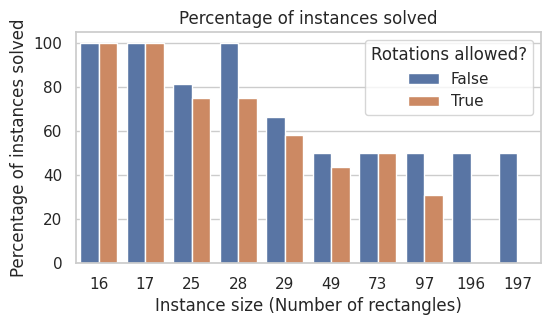 Percentage of instances solved
Percentage of instances solved
100
80
60
40
20
0
Rotations allowed?
False
True
16 17 25 28 29 49 73 97 196 197
Instance size (Number of rectangles)